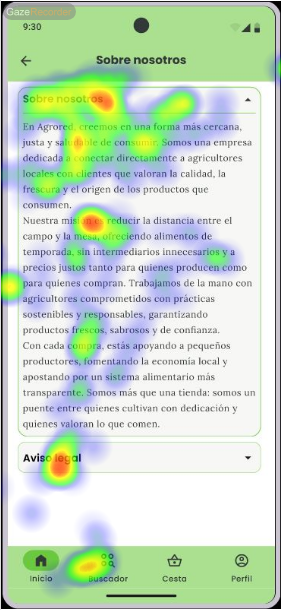 GazeRecorder
9:30
Sobre nosotros
Sobre nosotros
En Agrored, creemos en una forma más cercana,
justa y saludable de consumir. Somos una empresa
dedicada a conectar directamente a agricultores
locales con clientes que valoran la calidad, la
frescura y el origen de los productos que
consumen.
Nuestra misión es reducir la distancia entre el
campo y la mesa, ofreciendo alimentos de
temporada, sin intermediarios innecesarios y a
precios justos tanto para quienes producen como
para quienes compran. Trabajamos de la mano con
agricultores comprometidos con prácticas
sostenibles y responsables, garantizando
productos frescos, sabrosos y de confianza.
Con cada compra, estás apoyando a pequeños
productores, fomentando la economía local y
apostando por un sistema alimentario más
transparente. Somos más que una tienda: somos un
puente entre quienes cultivan con dedicación y
quienes valoran lo que comen.
Aviso legal
Inicio Buscador Cesta Perfil